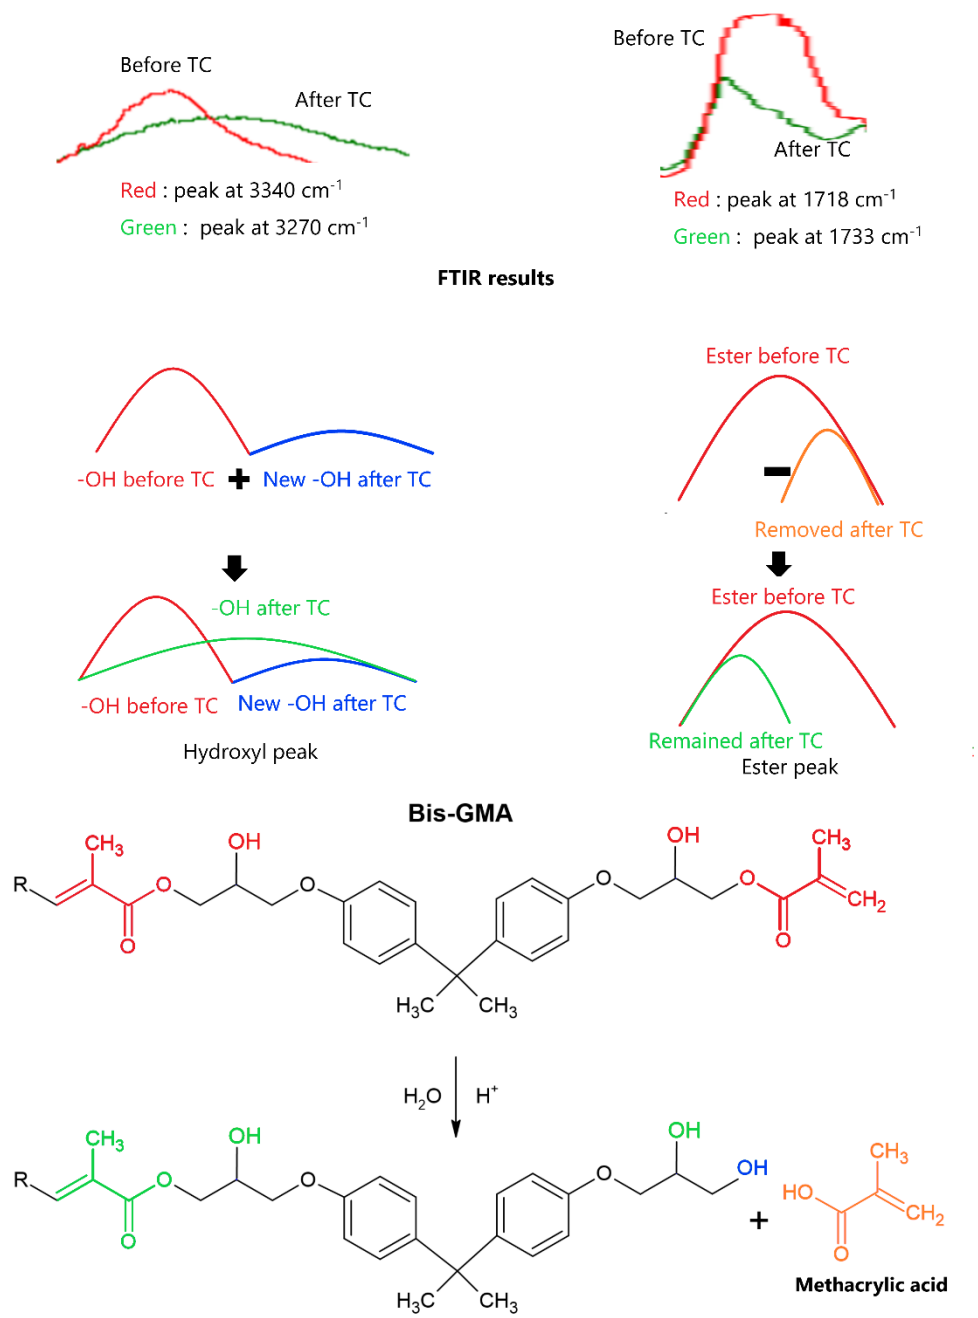 Before TC
After TC
Red : peak at 3340 cm-1
Green : peak at 3270 cm-1
Before TC
After TC
Red : peak at 1718 cm-1
Green : peak at 1733 cm-1
FTIR results
-OH before TC
New -OH after TC
-OH after TC
-OH before TC
New -OH after TC
Hydroxyl peak
Ester before TC
Removed after TC
Ester before TC
Remained after TC
Ester peak
Bis-GMA
CH3
OH
OH
CH3
R
O
O
O
O
CH2
O
O
H3C
CH3
H2O
H+
CH3
OH
OH
OH
R
O
O
O
O
H3C
CH3
+
CH3
HO
CH2
O
Methacrylic acid